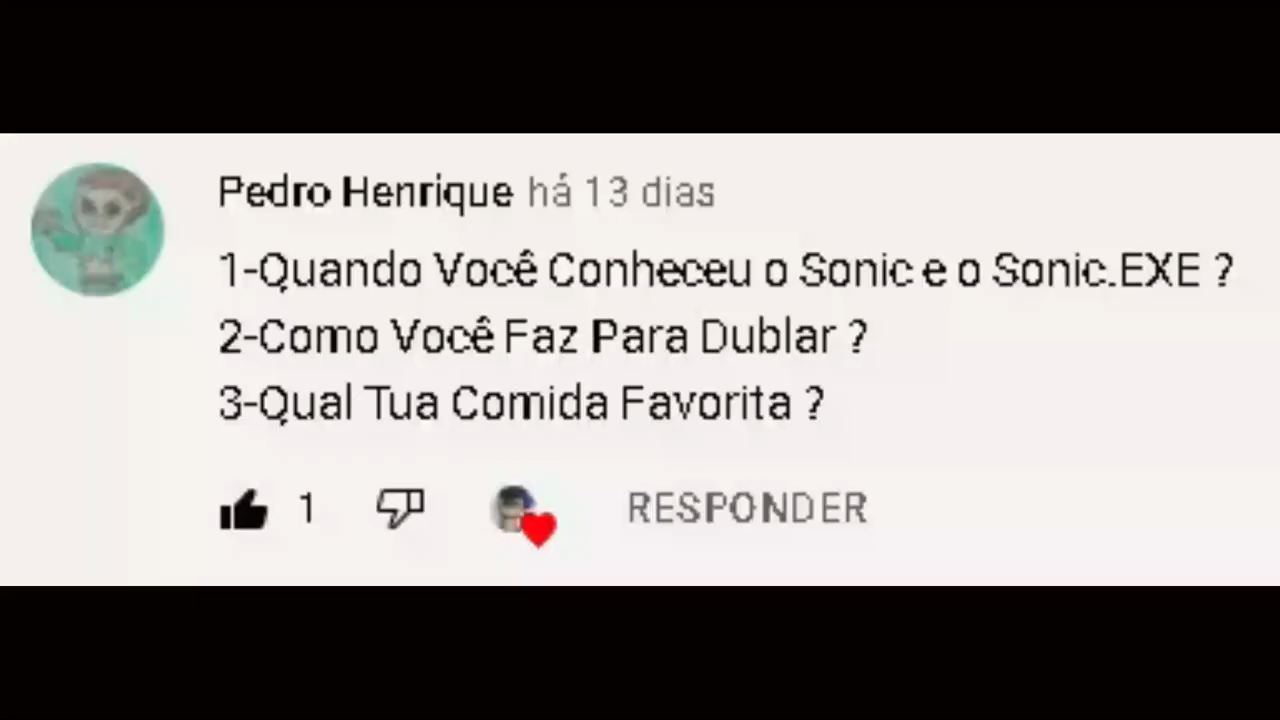 Pedro Henrique há 13 dias
1-Quando Você Conheceu o Sonic e o Sonic.EXE ?
2-Como Você Faz Para Dublar ?
3-Qual Tua Comida Favorita ?
1 RESPONDER